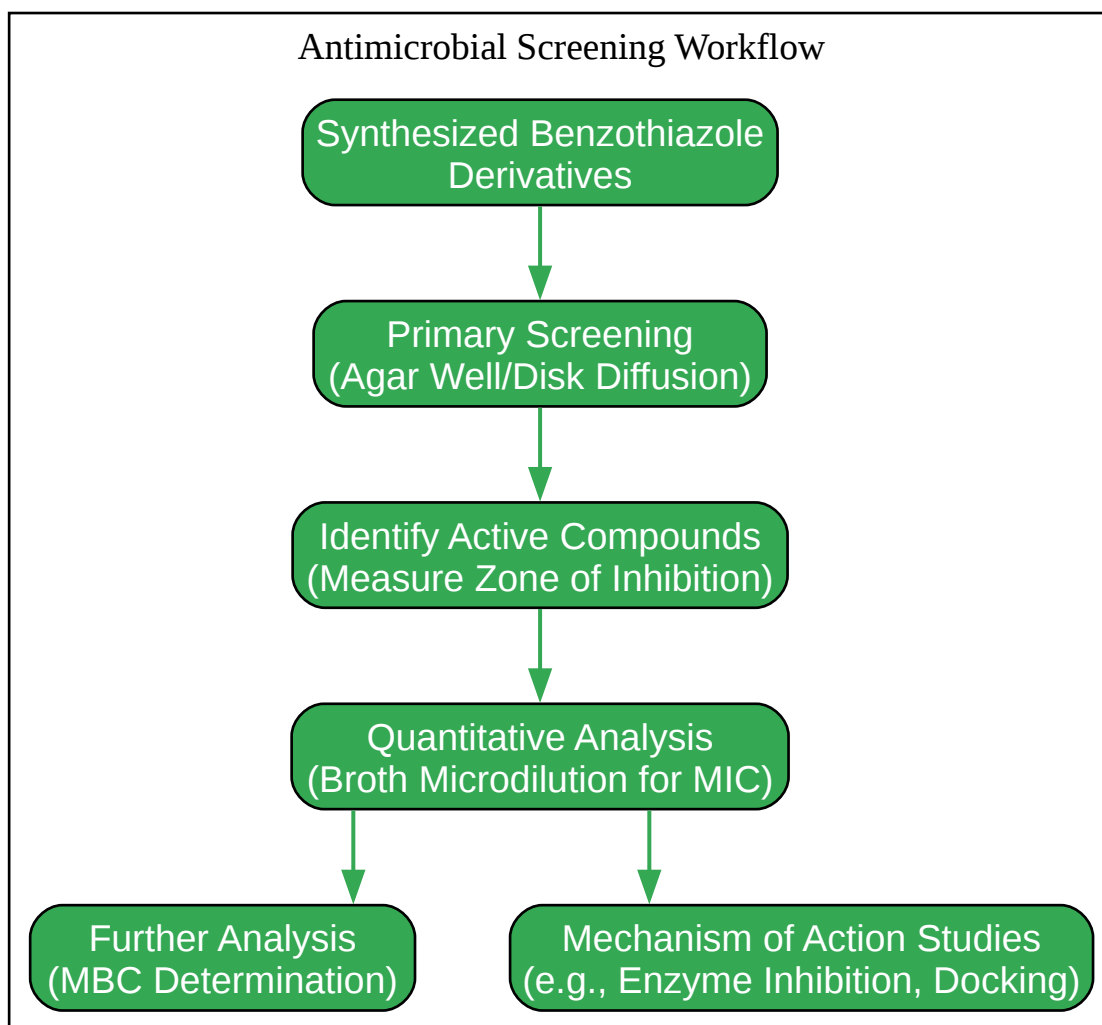 Antimicrobial Screening Workflow
Synthesized Benzothiazole
Derivatives
Primary Screening
(Agar Well/Disk Diffusion)
Identify Active Compounds
(Measure Zone of Inhibition)
Quantitative Analysis
(Broth Microdilution for MIC)
Further Analysis
(MBC Determination)
Mechanism of Action Studies
(e.g., Enzyme Inhibition, Docking)